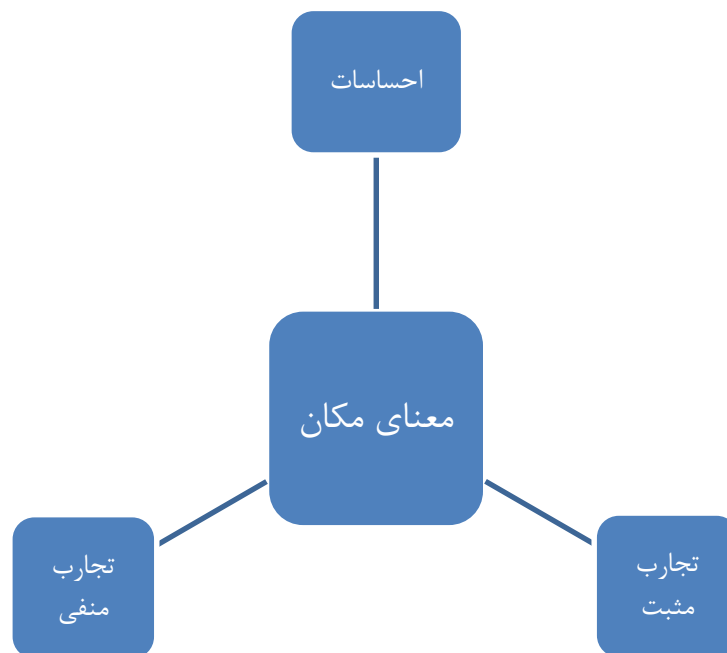 احساسات
معنای مکان
تجارب
مثبت
تجارب
منفی